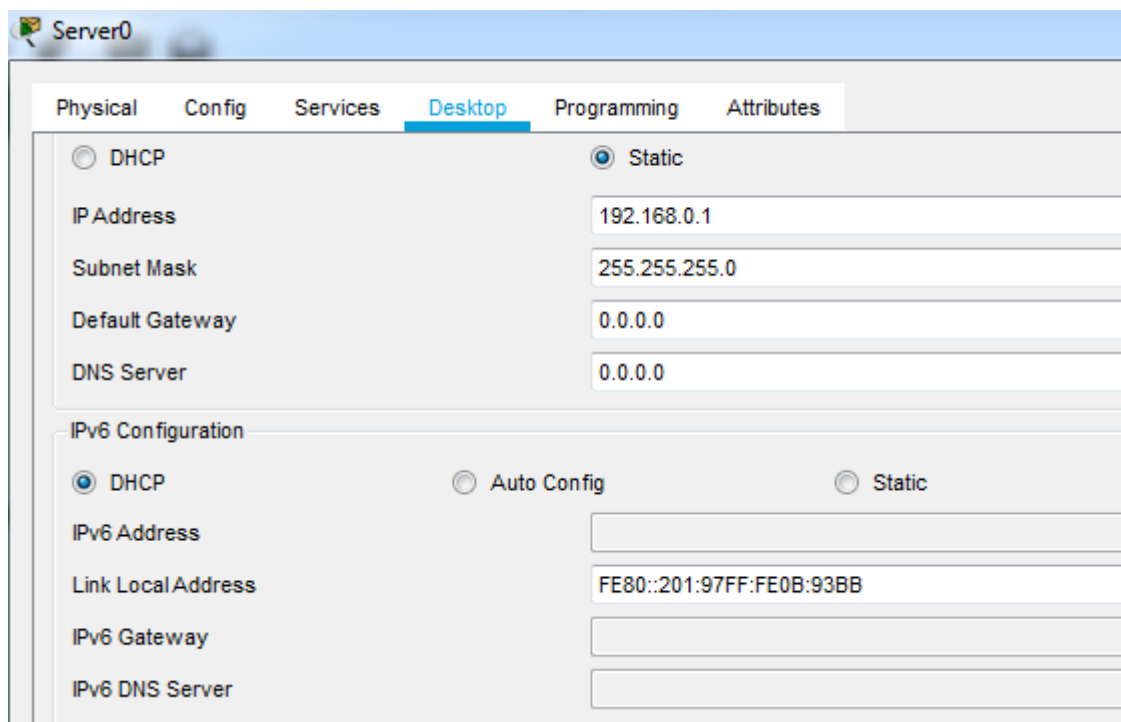 Server0
Physical Config Services Desktop Programming Attributes
DHCP Static
IP Address 192.168.0.1
Subnet Mask 255.255.255.0
Default Gateway 0.0.0.0
DNS Server 0.0.0.0
IPv6 Configuration
DHCP Auto Config Static
IPv6 Address
Link Local Address FE80::201:97FF:FE0B:93BB
IPv6 Gateway
IPv6 DNS Server